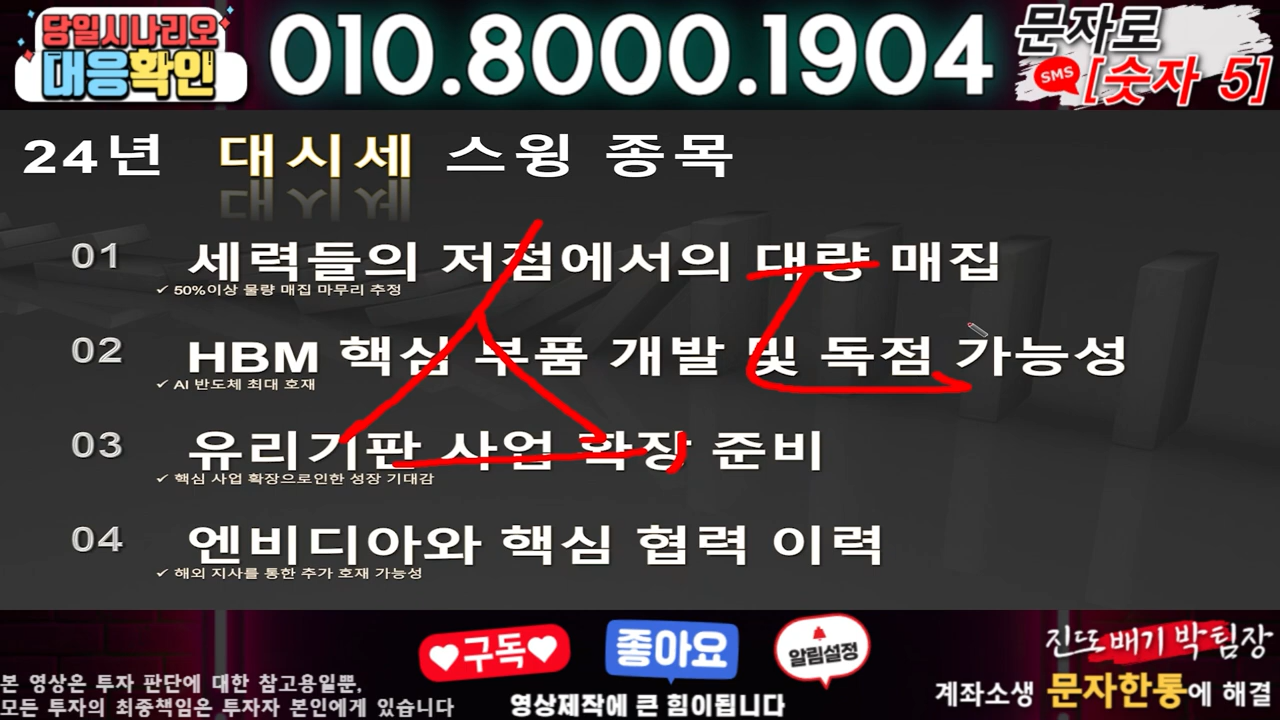 당일시나리오
대응확인
010.8000.1904
문자로
SMS
[숫자 5]
24년 대시세 스윙 종목
01 세력들의 저점에서의 대량 매집
✓ 50%이상 물량 매집 마무리 추정
02 HBM 핵심 부품 개발 및 독점 가능성
✓ AI 반도체 최대 호재
03 유리기판 사업 확장 준비
✓ 핵심 사업 확장으로인한 성장 기대감
04 엔비디아와 핵심 협력 이력
✓ 해외 지사를 통한 추가 호재 가능성
구독
좋아요
알림설정
영상제작에 큰 힘이됩니다
본 영상은 투자 판단에 대한 참고용일뿐,
모든 투자의 최종책임은 투자자 본인에게 있습니다
진또배기 박팀장
계좌소생 문자한통에 해결